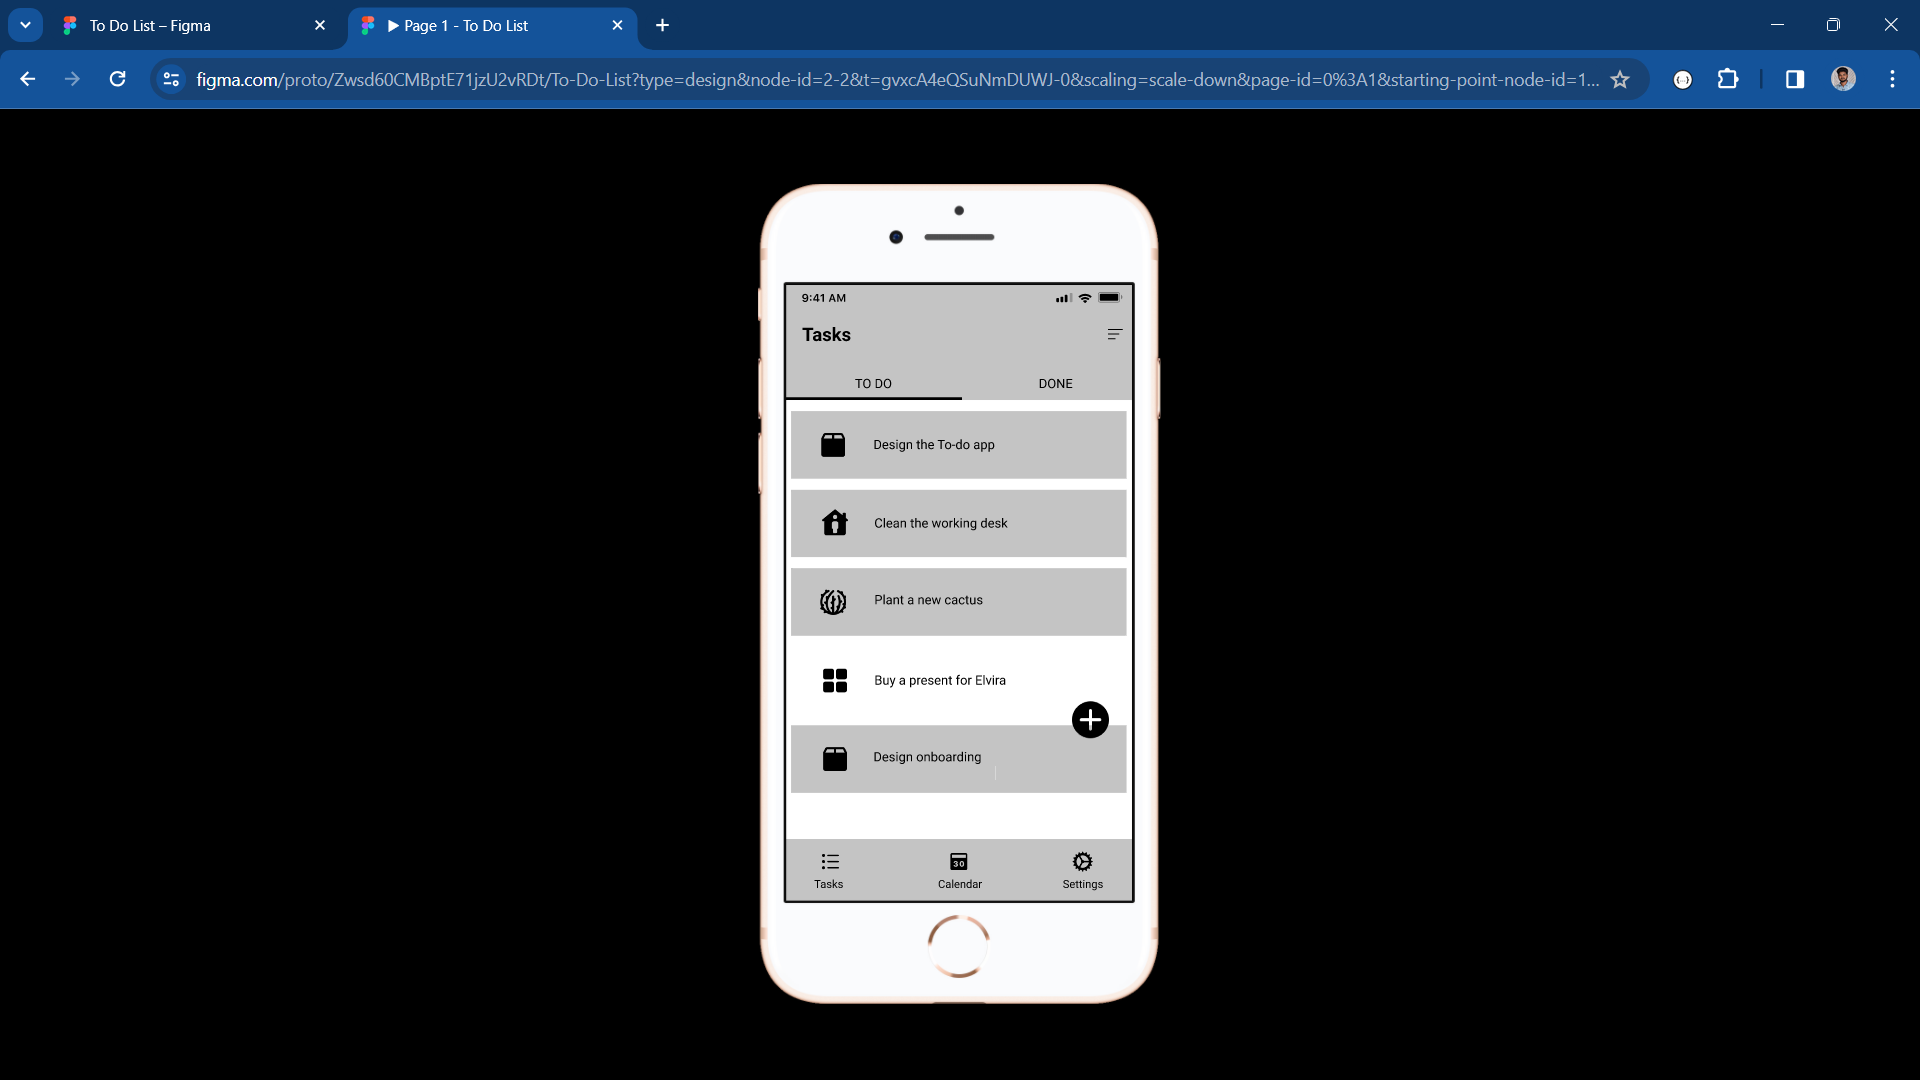 To Do List – Figma
Page 1 - To Do List
figma.com/proto/Zwsd60CMBptE71jzU2vRDt/To-Do-List?type=design&node-id=2-2&t=gvxcA4eQSuNmDUWJ-0&scaling=scale-down&page-id=0%3A1&starting-point-node-id=1...
9:41 AM
Tasks
TO DO
DONE
Design the To-do app
Clean the working desk
Plant a new cactus
Buy a present for Elvira
Design onboarding
30
Tasks
Calendar
Settings